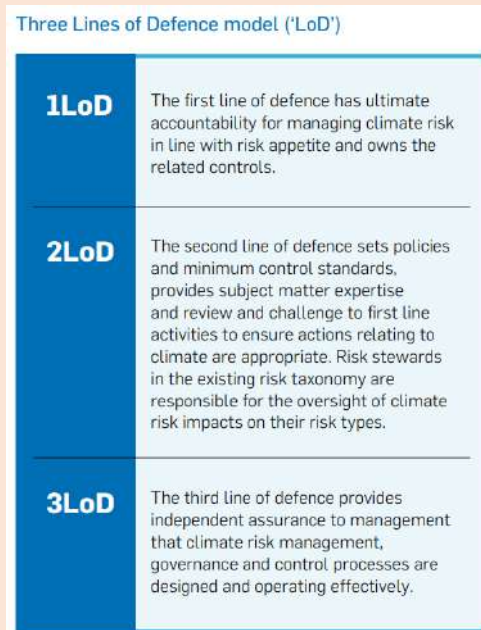 Three Lines of Defence model (‘LoD’)
1LoD
The first line of defence has ultimate
accountability for managing climate risk
in line with risk appetite and owns the
related controls.
2LoD
The second line of defence sets policies
and minimum control standards,
provides subject matter expertise
and review and challenge to first line
activities to ensure actions relating to
climate are appropriate. Risk stewards
in the existing risk taxonomy are
responsible for the oversight of climate
risk impacts on their risk types.
3LoD
The third line of defence provides
independent assurance to management
that climate risk management,
governance and control processes are
designed and operating effectively.